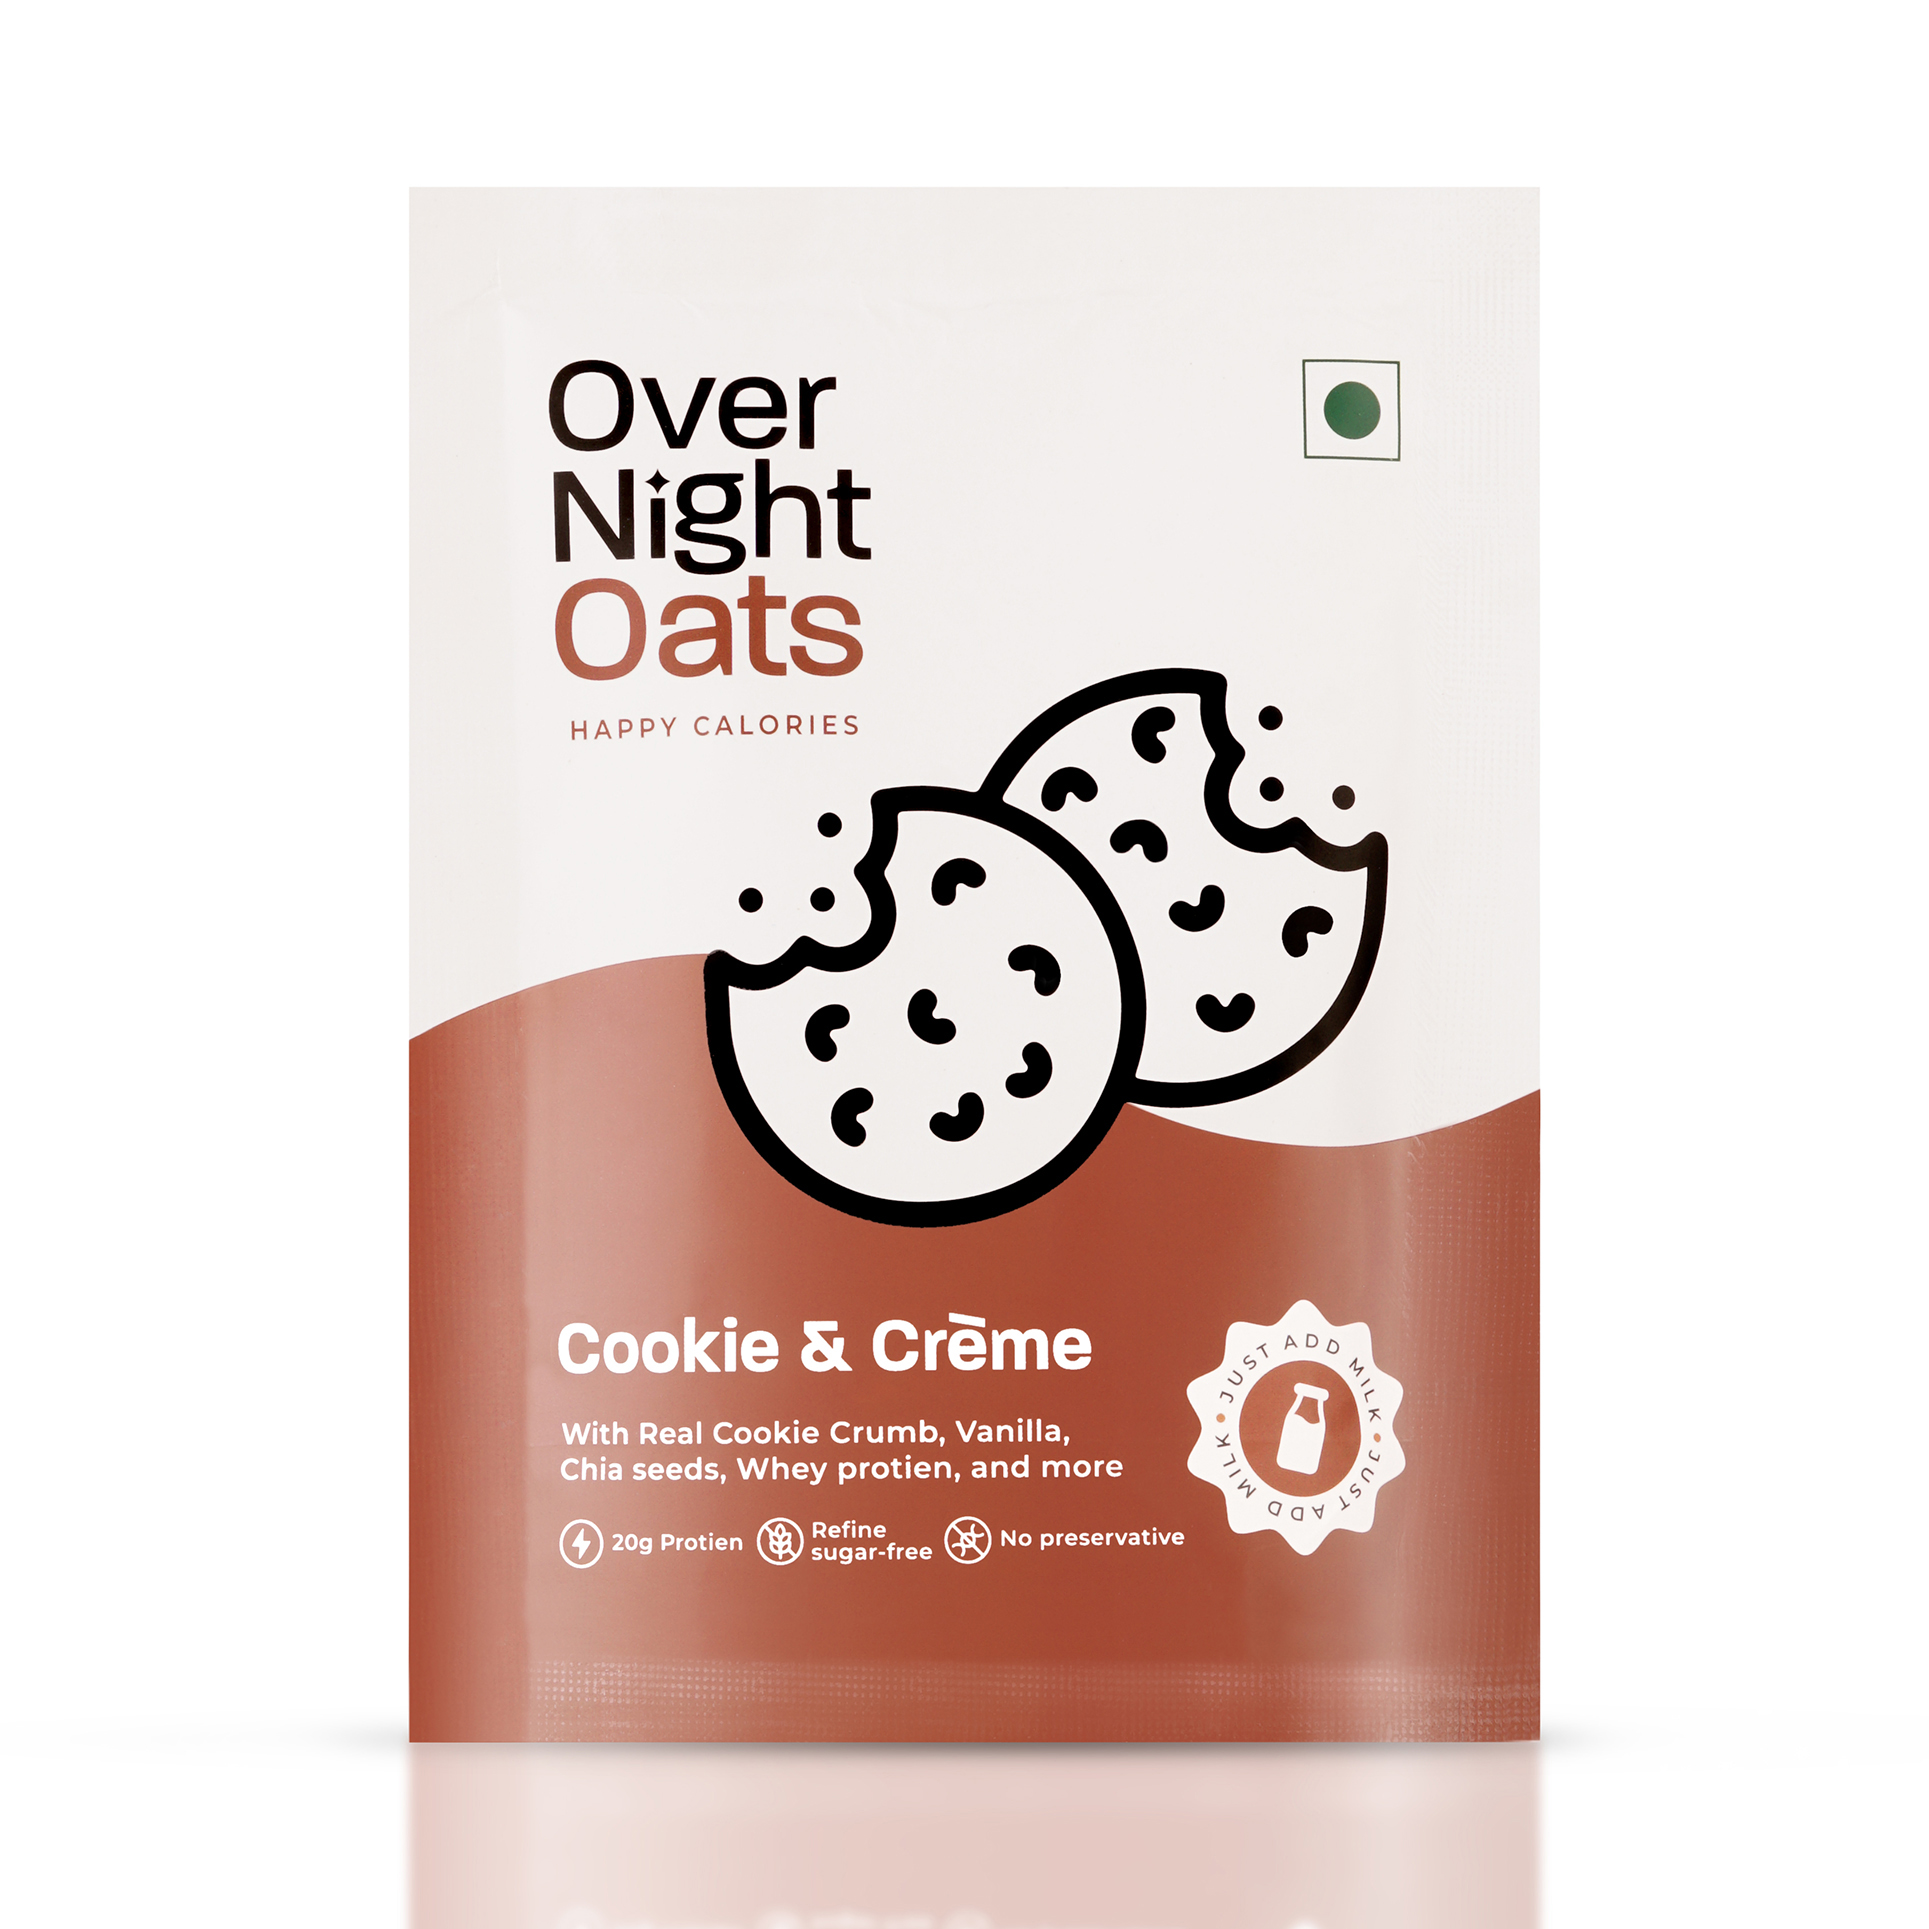 Over
Night
Oats
HAPPY CALORIES
Cookie & Crème
With Real Cookie Crumb, Vanilla,
Chia seeds, Whey protien, and more
20g Protien
Refine
sugar-free
No preservative
JUST ADD MILK • JUST ADD MILK •